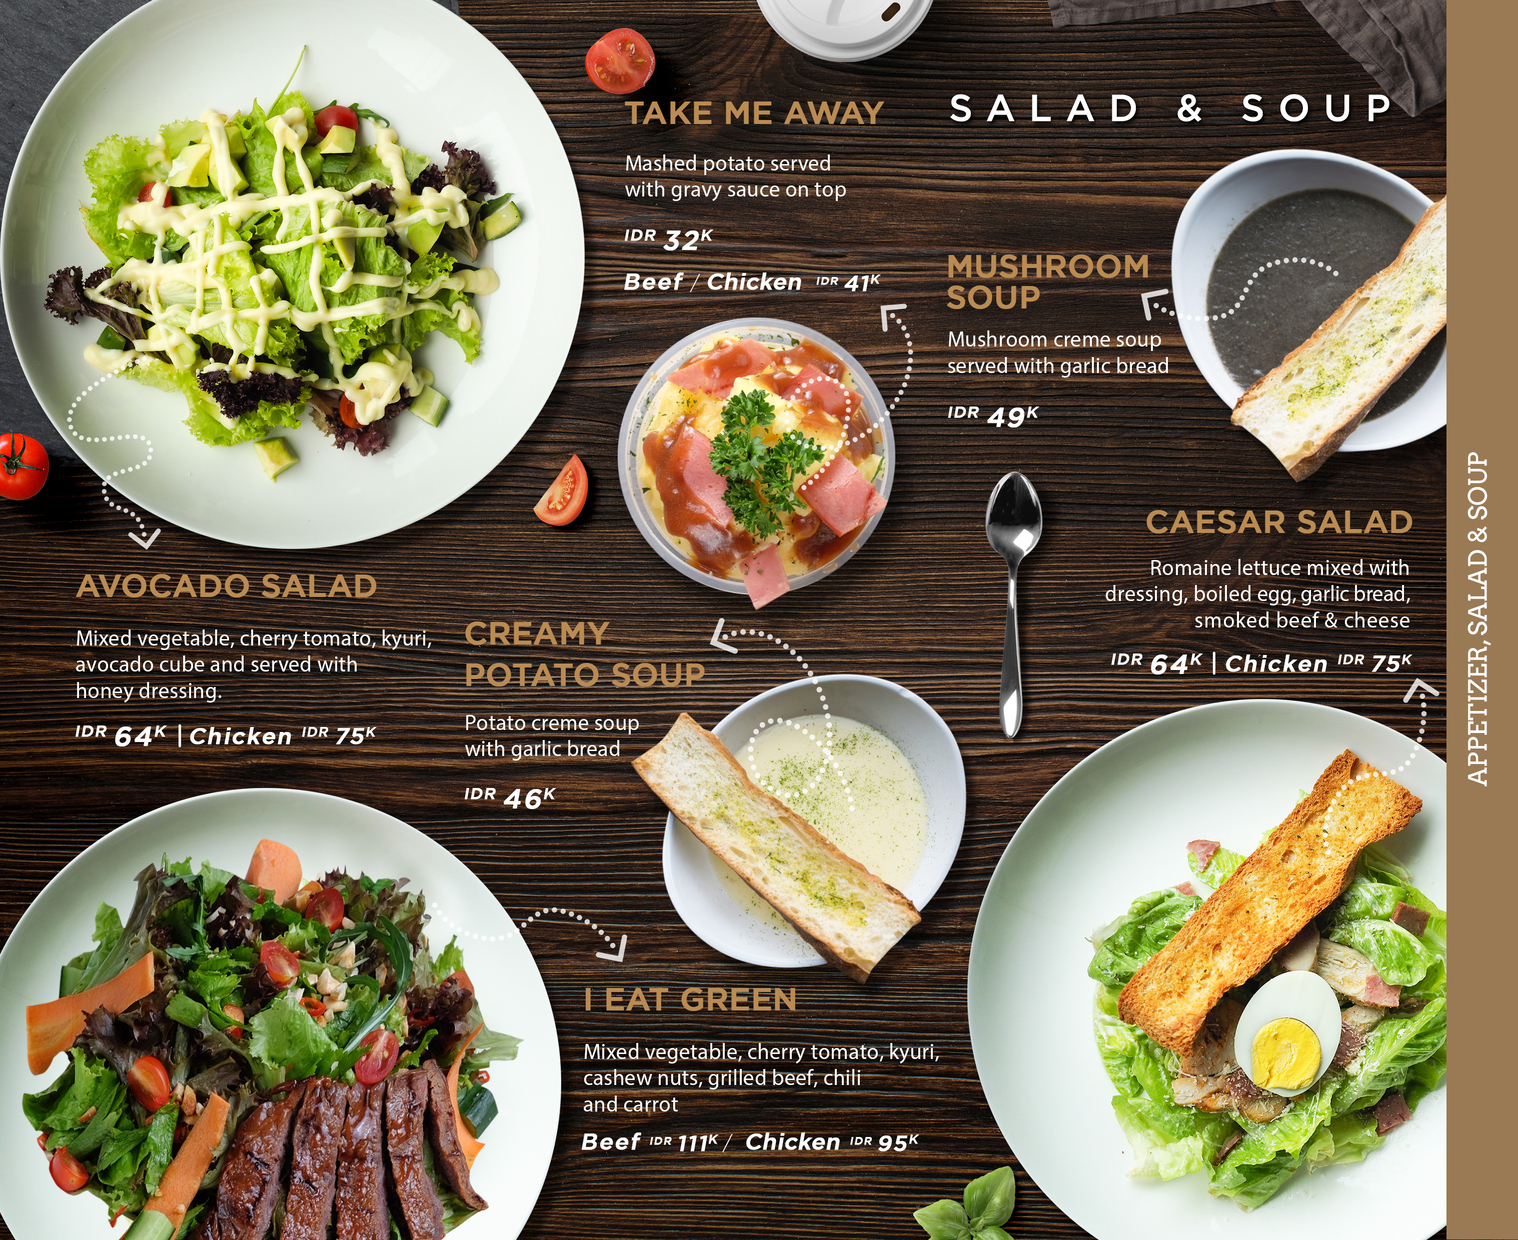 SALAD & SOUP
TAKE ME AWAY
Mashed potato served
with gravy sauce on top
IDR 32K
Beef / Chicken IDR 41K
MUSHROOM
SOUP
Mushroom creme soup
served with garlic bread
IDR 49K
CAESAR SALAD
Romaine lettuce mixed with
dressing, boiled egg, garlic bread,
smoked beef & cheese
IDR 64K | Chicken IDR 75K
AVOCADO SALAD
Mixed vegetable, cherry tomato, kyuri,
avocado cube and served with
honey dressing.
IDR 64K | Chicken IDR 75K
CREAMY
POTATO SOUP
Potato creme soup
with garlic bread
IDR 46K
I EAT GREEN
Mixed vegetable, cherry tomato, kyuri,
cashew nuts, grilled beef, chili
and carrot
Beef IDR 111K / Chicken IDR 95K
APPETIZER, SALAD & SOUP